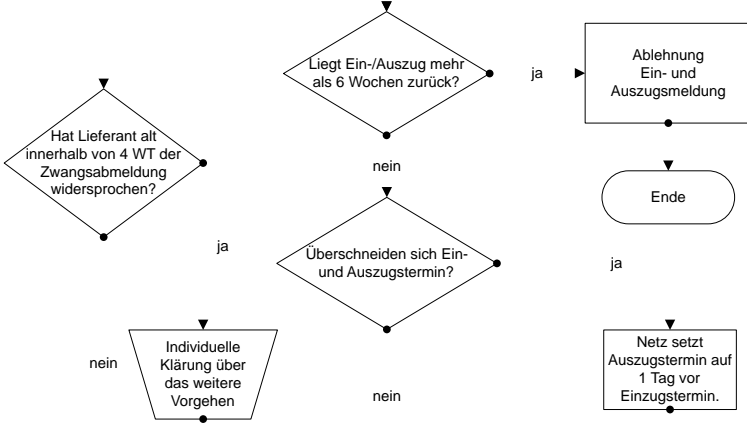 Liegt Ein-/Auszug mehr
als 6 Wochen zurück?
ja
Ablehnung
Ein- und
Auszugsmeldung
Hat Lieferant alt
innerhalb von 4 WT der
Zwangsabmeldung
widersprochen?
nein
Ende
ja
Überschneiden sich Ein-
und Auszugstermin?
ja
nein
Individuelle
Klärung über
das weitere
Vorgehen
nein
Netz setzt
Auszugstermin auf
1 Tag vor
Einzugstermin.